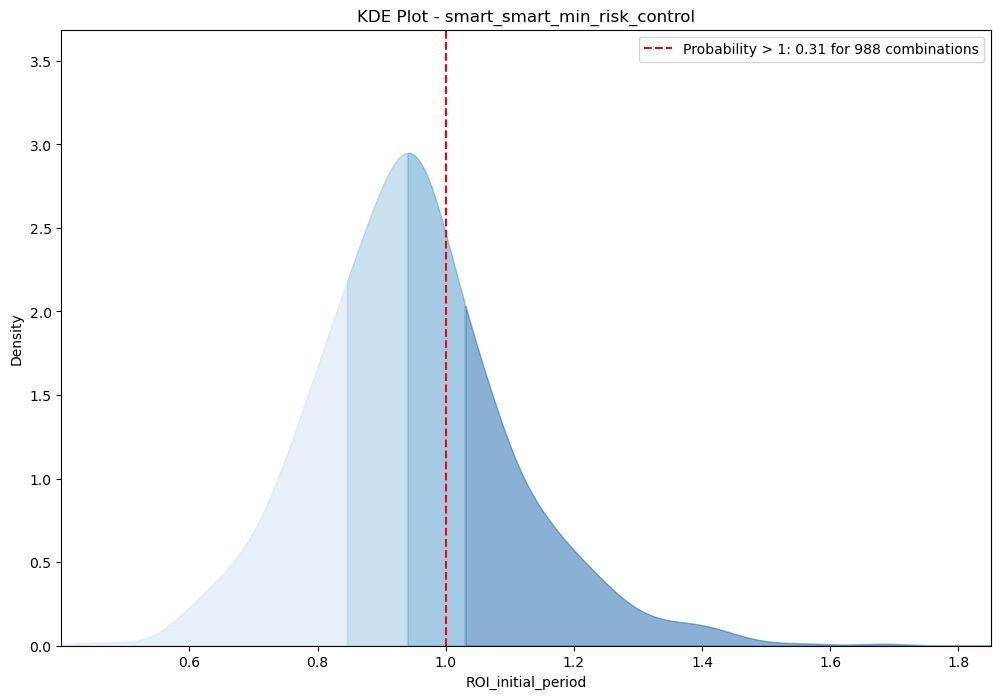 KDE Plot - smart_smart_min_risk_control
Probability > 1: 0.31 for 988 combinations
3.5
3.0
2.5
2.0
1.5
1.0
0.5
0.0
Density
0.6 0.8 1.0 1.2 1.4 1.6 1.8
ROI_initial_period